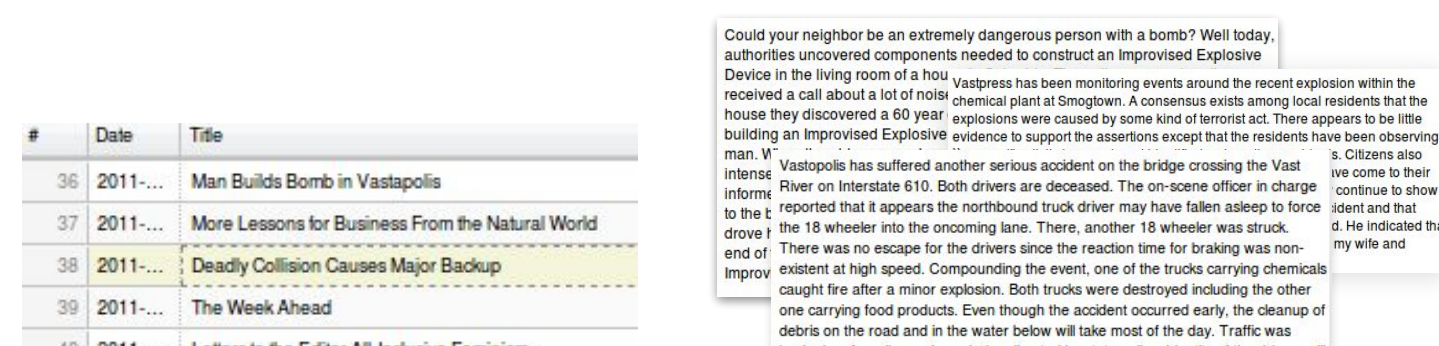 # Date Title
36 2011-... Man Builds Bomb in Vastapolis
37 2011-... More Lessons for Business From the Natural World
38 2011-... Deadly Collision Causes Major Backup
39 2011-... The Week Ahead
Could your neighbor be an extremely dangerous person with a bomb? Well today,
authorities uncovered components needed to construct an Improvised Explosive
Device in the living room of a hou
received a call about a lot of noise
house they discovered a 60 year
building an Improvised Explosive
man. W
intense
informe
to the b
drove h
end of
Improv
Vastpress has been monitoring events around the recent explosion within the
chemical plant at Smogtown. A consensus exists among local residents that the
explosions were caused by some kind of terrorist act. There appears to be little
evidence to support the assertions except that the residents have been observing
s. Citizens also
ave come to their
continue to show
ident and that
d. He indicated tha
my wife and
Vastopolis has suffered another serious accident on the bridge crossing the Vast
River on Interstate 610. Both drivers are deceased. The on-scene officer in charge
reported that it appears the northbound truck driver may have fallen asleep to force
the 18 wheeler into the oncoming lane. There, another 18 wheeler was struck.
There was no escape for the drivers since the reaction time for braking was non-
existent at high speed. Compounding the event, one of the trucks carrying chemicals
caught fire after a minor explosion. Both trucks were destroyed including the other
one carrying food products. Even though the accident occurred early, the cleanup of
debris on the road and in the water below will take most of the day. Traffic was